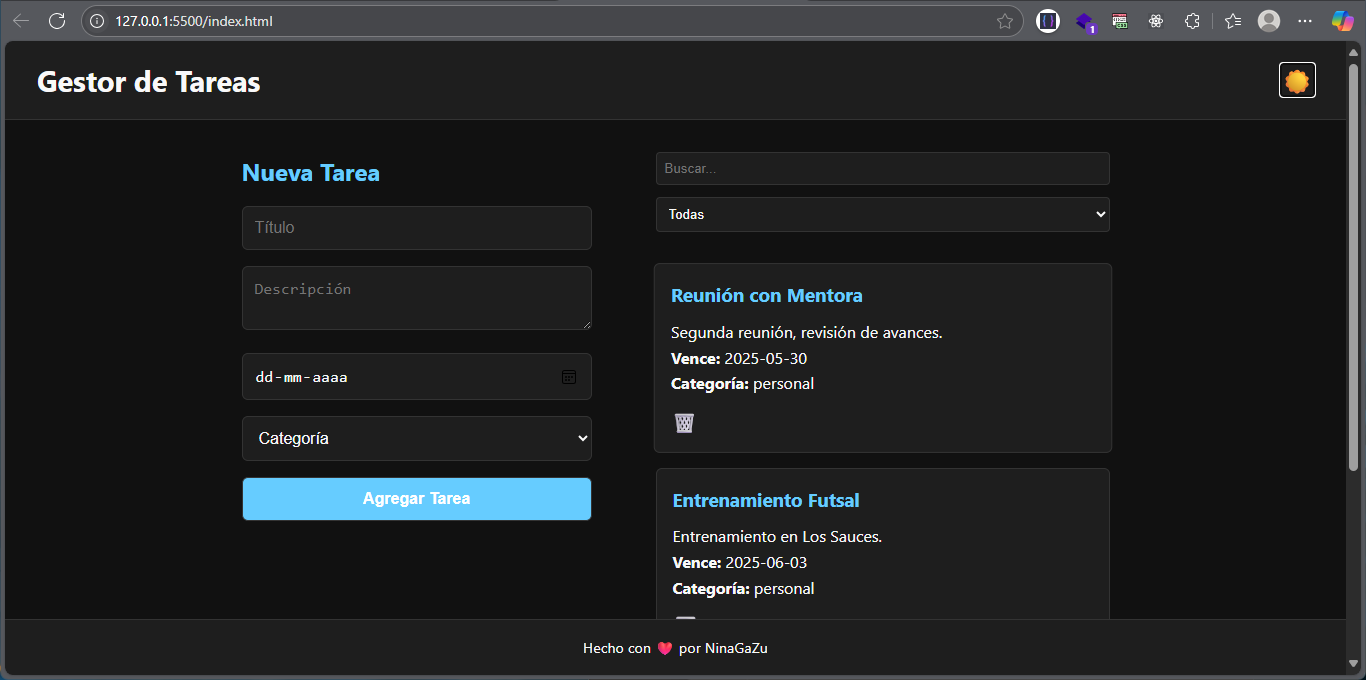 127.0.0.1:5500/index.html
1
Gestor de Tareas
Nueva Tarea
Título
Descripción
dd-mm-aaaa
Categoría
Agregar Tarea
Buscar...
Todas
Reunión con Mentora
Segunda reunión, revisión de avances.
Vence: 2025-05-30
Categoría: personal
Entrenamiento Futsal
Entrenamiento en Los Sauces.
Vence: 2025-06-03
Categoría: personal
Hecho con ❤️ por NinaGaZu